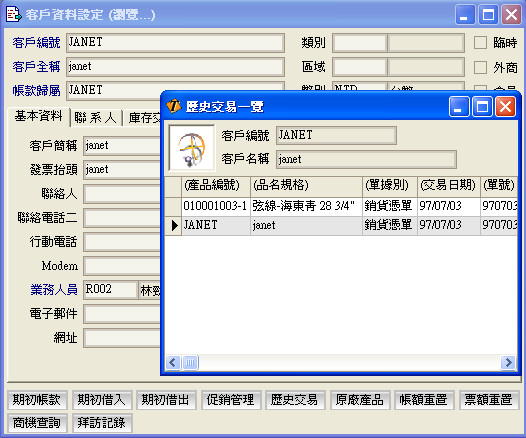 客戶資料設定 (瀏覽...)
客戶編號 JANET 類別 臨時
客戶全稱 janet 區域 外商
帳款歸屬 JANET
基本資料 聯系人 庫存交
歷史交易一覽
客戶編號 JANET
客戶名稱 janet
(產品編號) (品名規格) (單據別) (交易日期) (單號)
010001003-1 弦線-海東青 28 3/4" 銷貨憑單 97/07/03 970703
JANET janet 銷貨憑單 97/07/03 970703
客戶簡稱 janet
發票抬頭 janet
聯絡人
聯絡電話二
行動電話
Modem
業務人員 R002
電子郵件
網址
期初帳款 期初借入 期初借出 促銷管理 歷史交易 原廠產品 帳額重置 票額重置
商機查詢 拜訪記錄